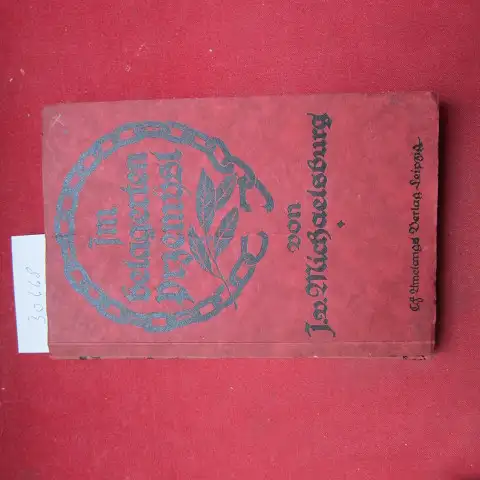 Im
belagerten
Przemysl
von
J. v. Michaelsburg
C.F. Amelangs Verlag-Leipzig
30668